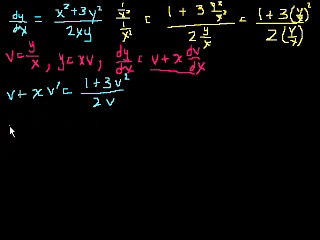 dy/dx = (x² + 3y²)/(2xy) (1/x²)/(1/x²) = (1 + 3 y²/x²)/(2 y/x) = (1 + 3(y/x)²)/(2(y/x))
v = y/x, y = xv, dy/dx = v + x dv/dx
v + x v' = (1 + 3v²)/(2v)